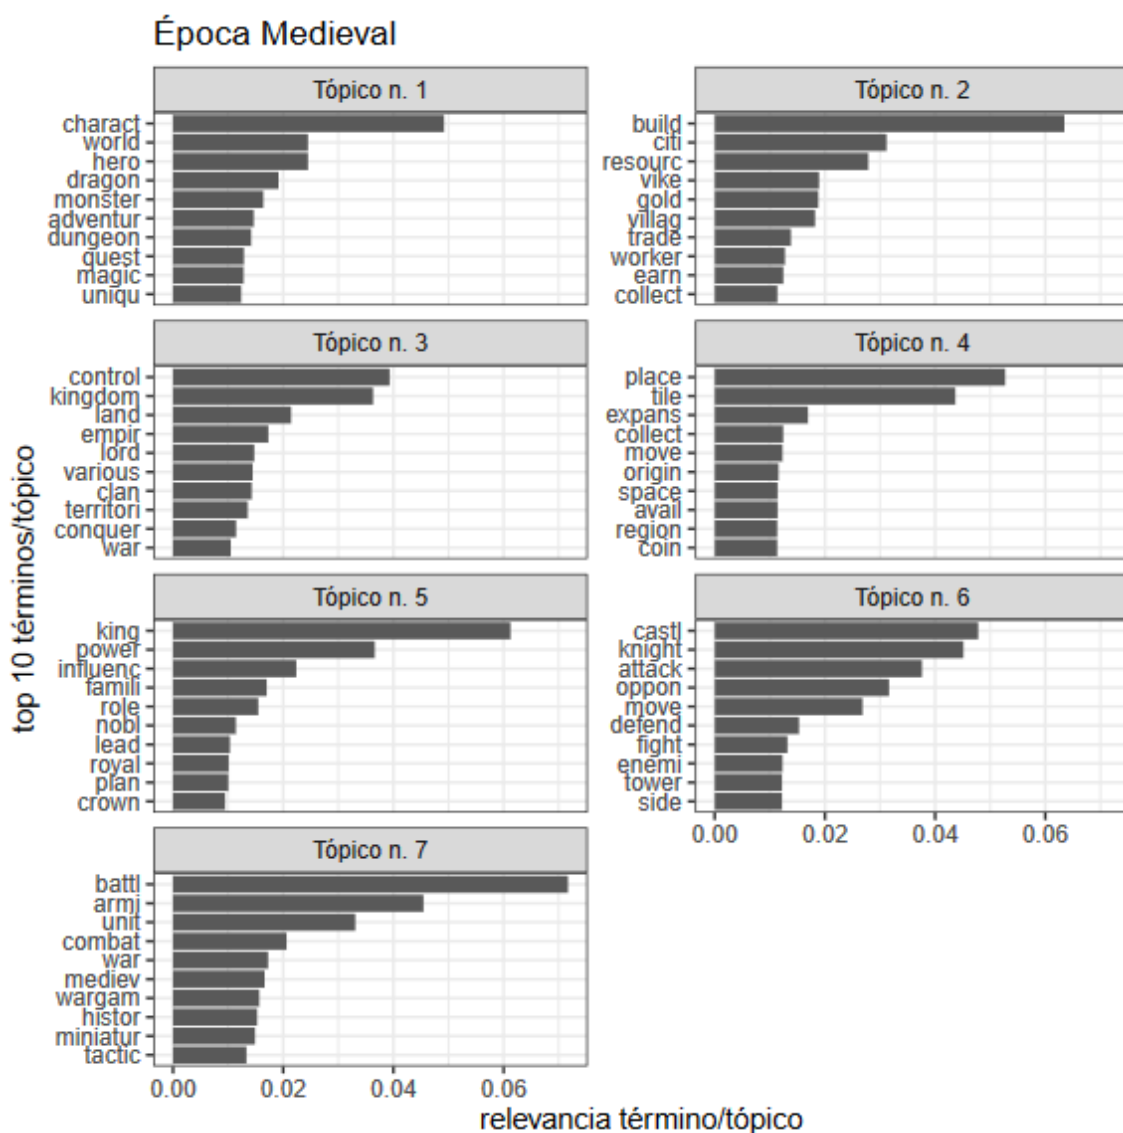 Época Medieval
Tópico n. 1
charact
world
hero
dragon
monster
adventur
dungeon
quest
magic
uniqu
Tópico n. 2
build
citi
resourc
vike
gold
villag
trade
worker
earn
collect
Tópico n. 3
control
kingdom
land
empir
lord
various
clan
territori
conquer
war
Tópico n. 4
place
tile
expans
collect
move
origin
space
avail
region
coin
Tópico n. 5
king
power
influenc
famili
role
nobl
lead
royal
plan
crown
Tópico n. 6
castl
knight
attack
oppon
move
defend
fight
enemi
tower
side
0.00 0.02 0.04 0.06
Tópico n. 7
battl
armi
unit
combat
war
mediev
wargam
histor
miniatur
tactic
0.00 0.02 0.04 0.06
top 10 términos/tópico
relevancia término/tópico